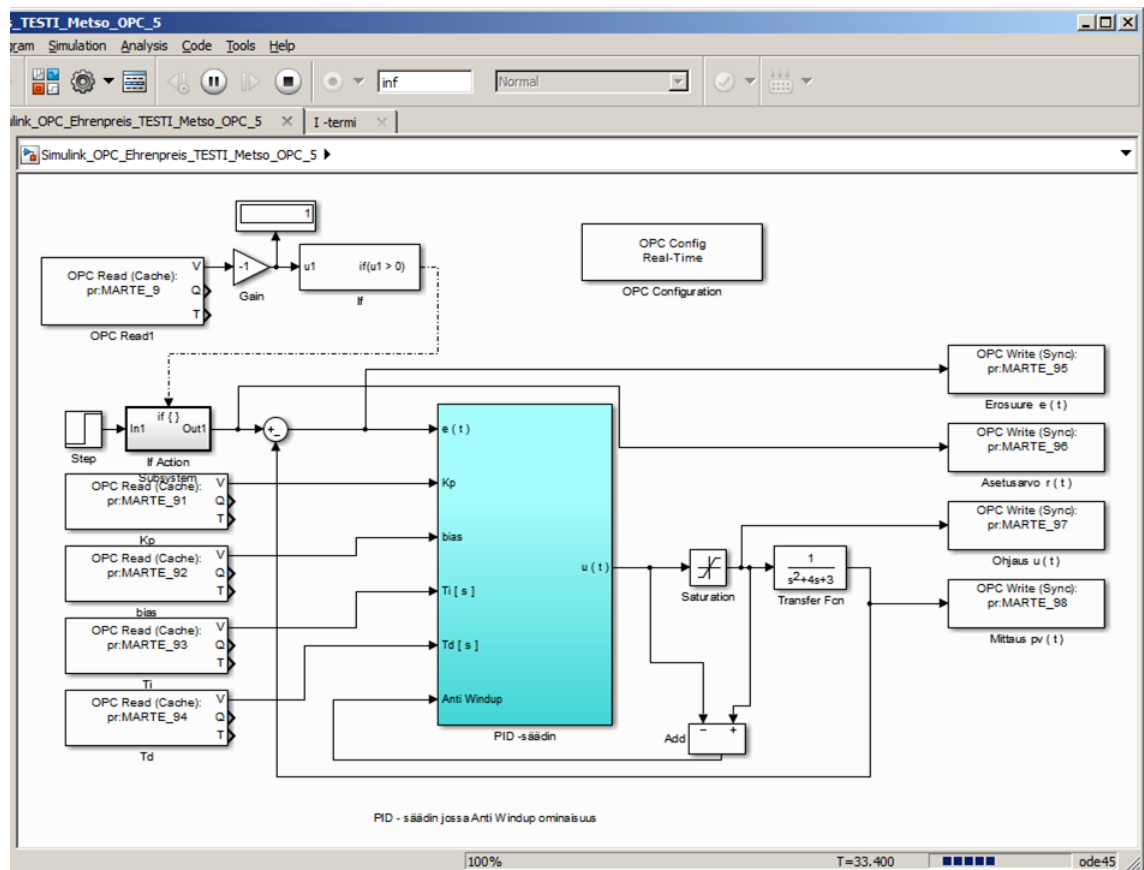 s_TESTI_Metso_OPC_5
gram Simulation Analysis Code Tools Help
inf Normal
ulink_OPC_Ehrenpreis_TESTI_Metso_OPC_5 I -termi
Simulink_OPC_Ehrenpreis_TESTI_Metso_OPC_5
1
OPC Read (Cache):
pr:MARTE_9
V
Q
T
OPC Read1
-1
Gain
u1 if(u1 > 0)
If
OPC Config
Real-Time
OPC Configuration
Step
if { }
In1 Out1
If Action
Subsystem
+
-
OPC Read (Cache):
pr:MARTE_91
V
Q
T
Kp
OPC Read (Cache):
pr:MARTE_92
V
Q
T
bias
OPC Read (Cache):
pr:MARTE_93
V
Q
T
Ti
OPC Read (Cache):
pr:MARTE_94
V
Q
T
Td
e ( t )
Kp
bias
Ti [ s ]
Td [ s ]
Anti Windup
u ( t )
PID -säädin
Saturation
1
s2+4s+3
Transfer Fcn
- +
Add
OPC Write (Sync):
pr:MARTE_95
Erosuure e ( t )
OPC Write (Sync):
pr:MARTE_96
Asetusarvo r ( t )
OPC Write (Sync):
pr:MARTE_97
Ohjaus u ( t )
OPC Write (Sync):
pr:MARTE_98
Mittaus pv ( t )
PID - säädin jossa Anti Windup ominaisuus
100% T=33.400 ode45